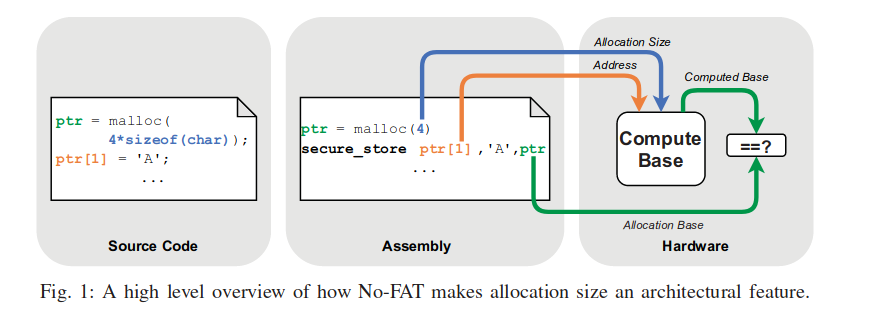 ptr = malloc(
4*sizeof(char));
ptr[1] = 'A';
...
Source Code
ptr = malloc(4)
secure_store ptr[1] ,'A',ptr
...
Assembly
Allocation Size
Address
Computed Base
Compute
Base
==?
Allocation Base
Hardware
Fig. 1: A high level overview of how No-FAT makes allocation size an architectural feature.